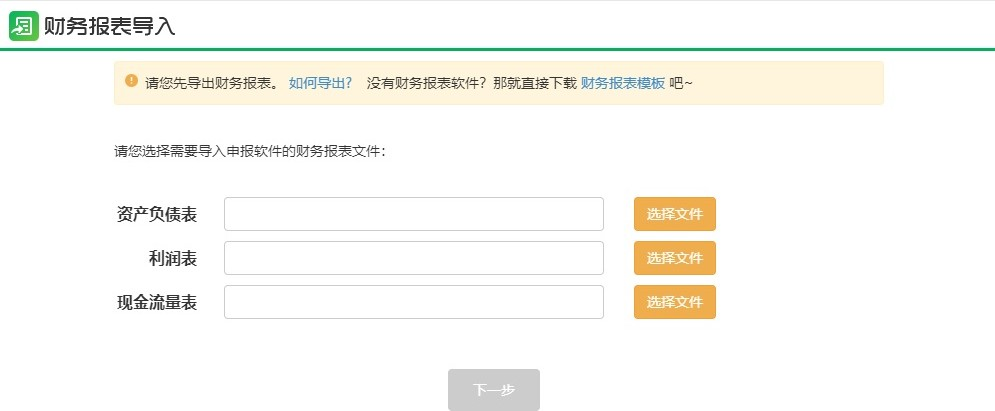 财务报表导入
请您先导出财务报表。 如何导出? 没有财务报表软件？那就直接下载 财务报表模板 吧~
请您选择需要导入申报软件的财务报表文件：
资产负债表 选择文件
利润表 选择文件
现金流量表 选择文件
下一步